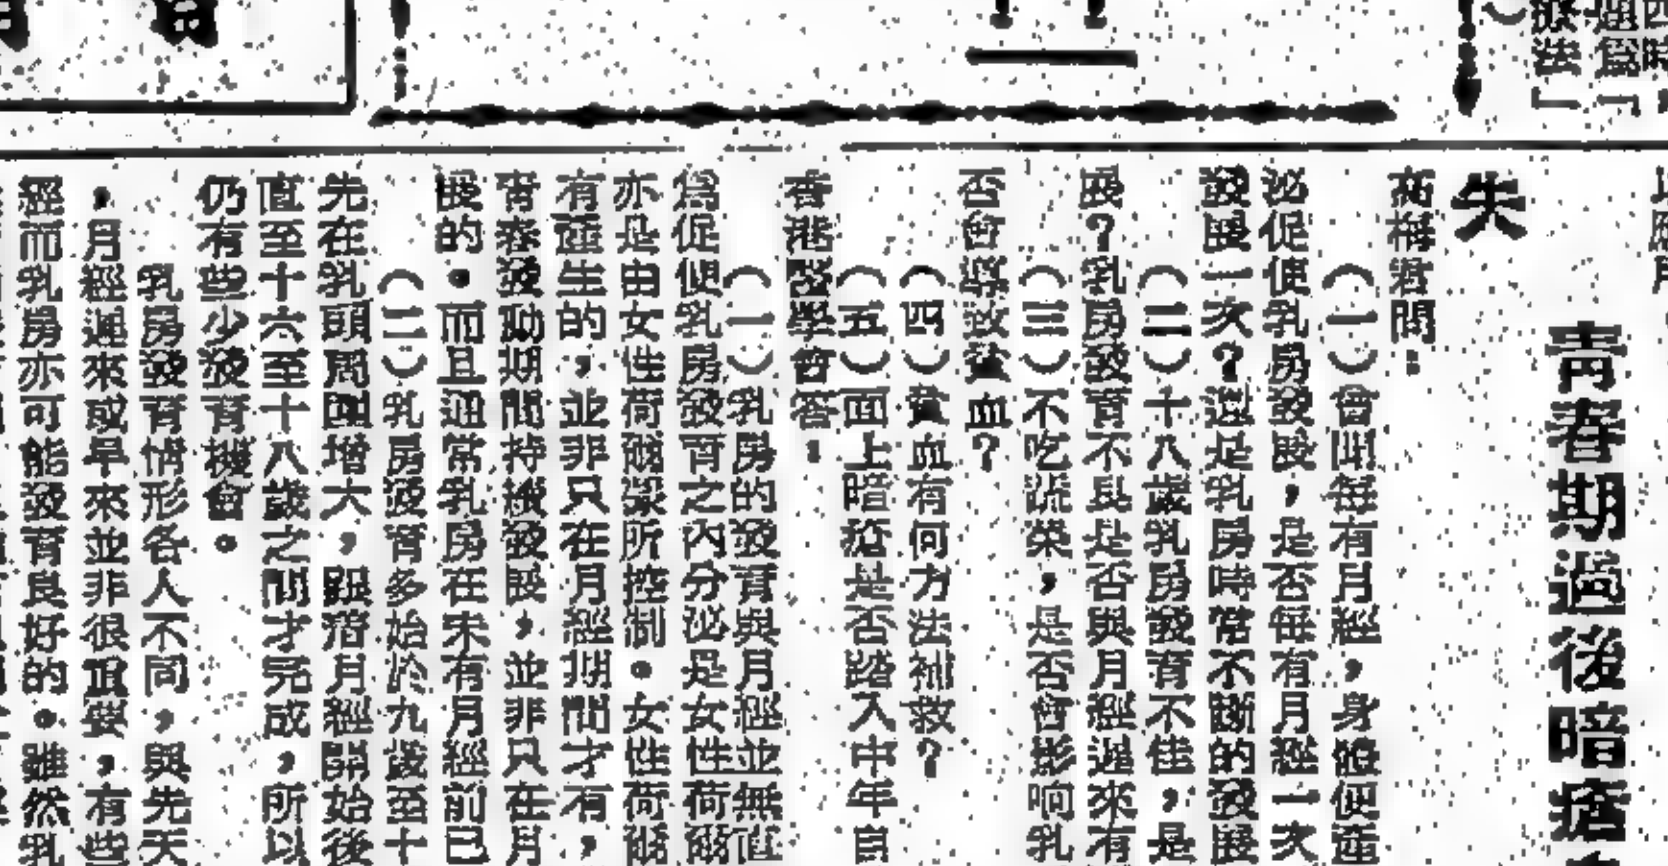 四時，
為「
法」
青春期過後暗瘡
失
高梅君問：
（一）曾聞每有月經，身體便產
泌促使乳房發展，是否每有月經一次
發展一次？還是乳房時常不斷的發展
（二）十八歲乳房發育不佳，是
展？乳房發育不良是否與月經遲來有
（三）不吃蔬菜，是否會影响乳
否會導致貧血？
（四）貧血有何方法補救？
（五）面上暗瘡是否踏入中年自
香港醫學會答：
（一）乳房的發育與月經並無直
為促使乳房發育之內分泌是女性荷爾
亦是由女性荷爾濛所控制。女性荷爾
有產生的，並非只在月經期間才有，
青春發動期間持續發展，並非只在月
展的。而且通常乳房在未有月經前已
（二）乳房發育多始於九歲至十
先在乳頭周圍增大，跟着月經開始後
直至十六至十八歲之間才完成，所以
仍有些少發育機會。
乳房發育情形各人不同，與先天
，月經遲來或早來並非很重要，有些
經而乳房亦可能發育良好的。雖然乳